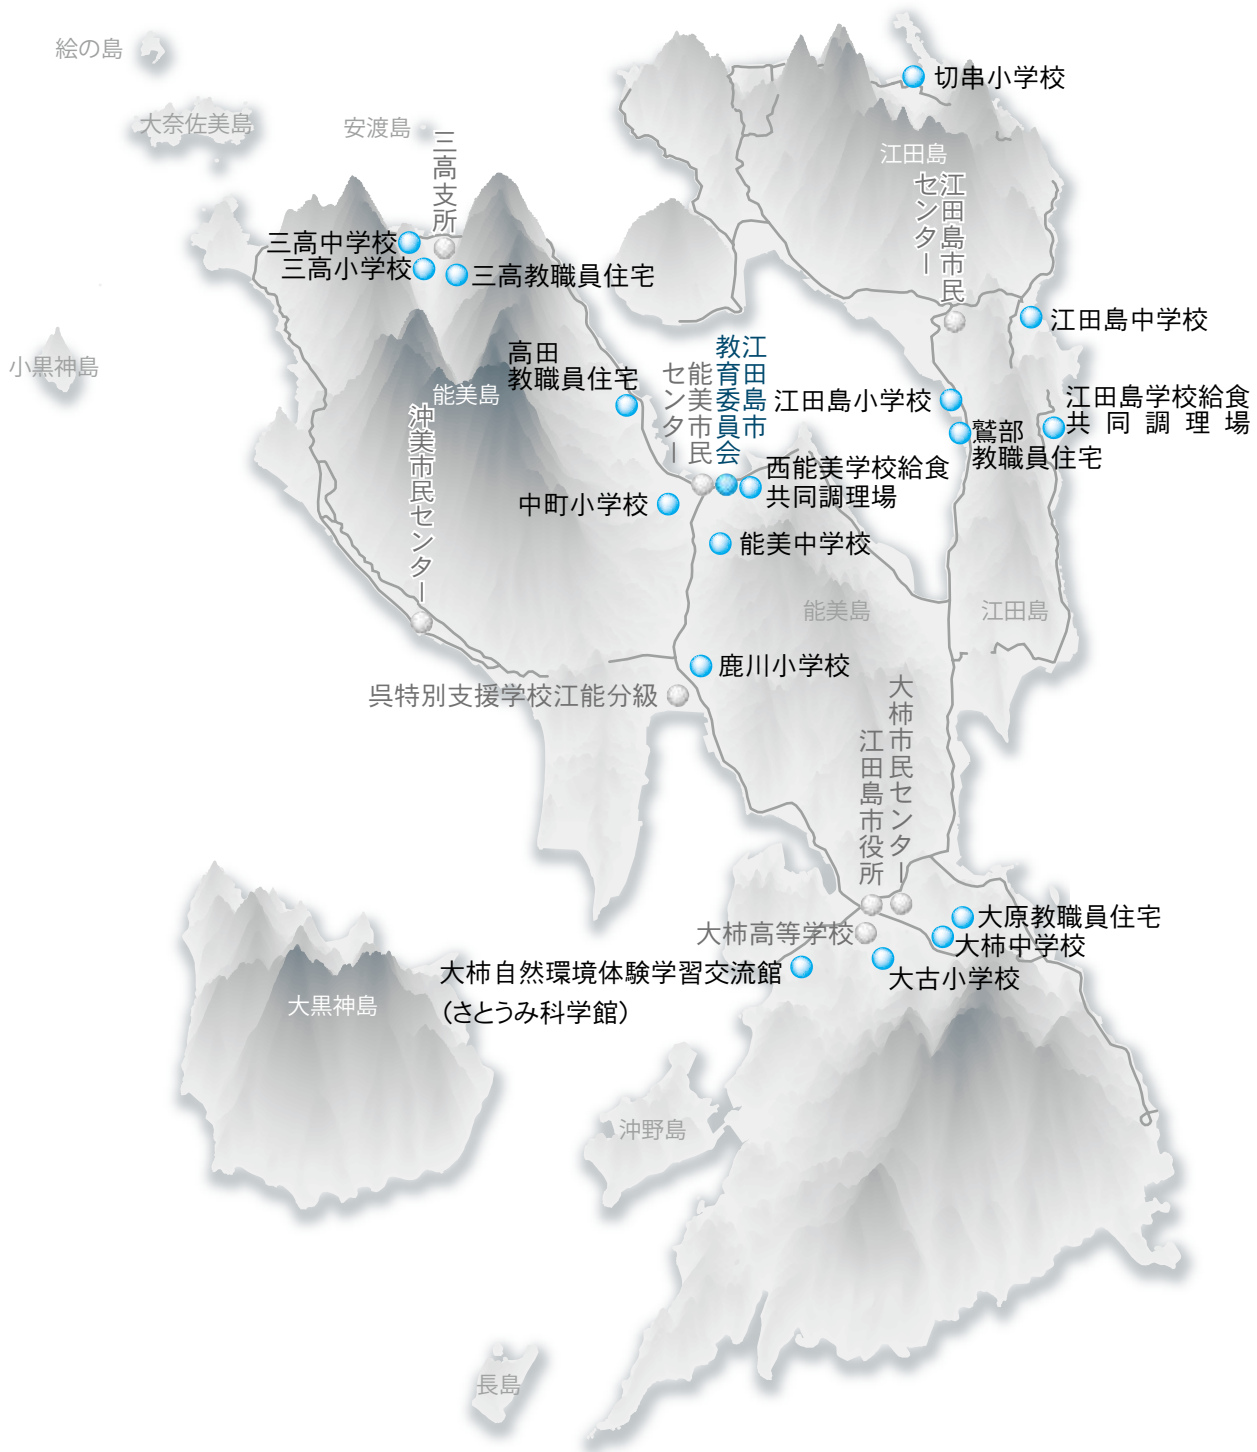 絵の島
大奈佐美島
安渡島
三高支所
切串小学校
江田島
江田島市民
センター
三高中学校
三高小学校
三高教職員住宅
江田島中学校
小黒神島
能美島
高田
教職員住宅
沖美市民センター
能美市民
センター
江田島市
教育委員会
江田島小学校
鷲部
教職員住宅
江田島学校給食
共同調理場
西能美学校給食
共同調理場
中町小学校
能美中学校
能美島
江田島
鹿川小学校
呉特別支援学校江能分級
大柿市民センター
江田島市役所
大原教職員住宅
大柿高等学校
大柿中学校
大古小学校
大柿自然環境体験学習交流館
（さとうみ科学館）
大黒神島
沖野島
長島